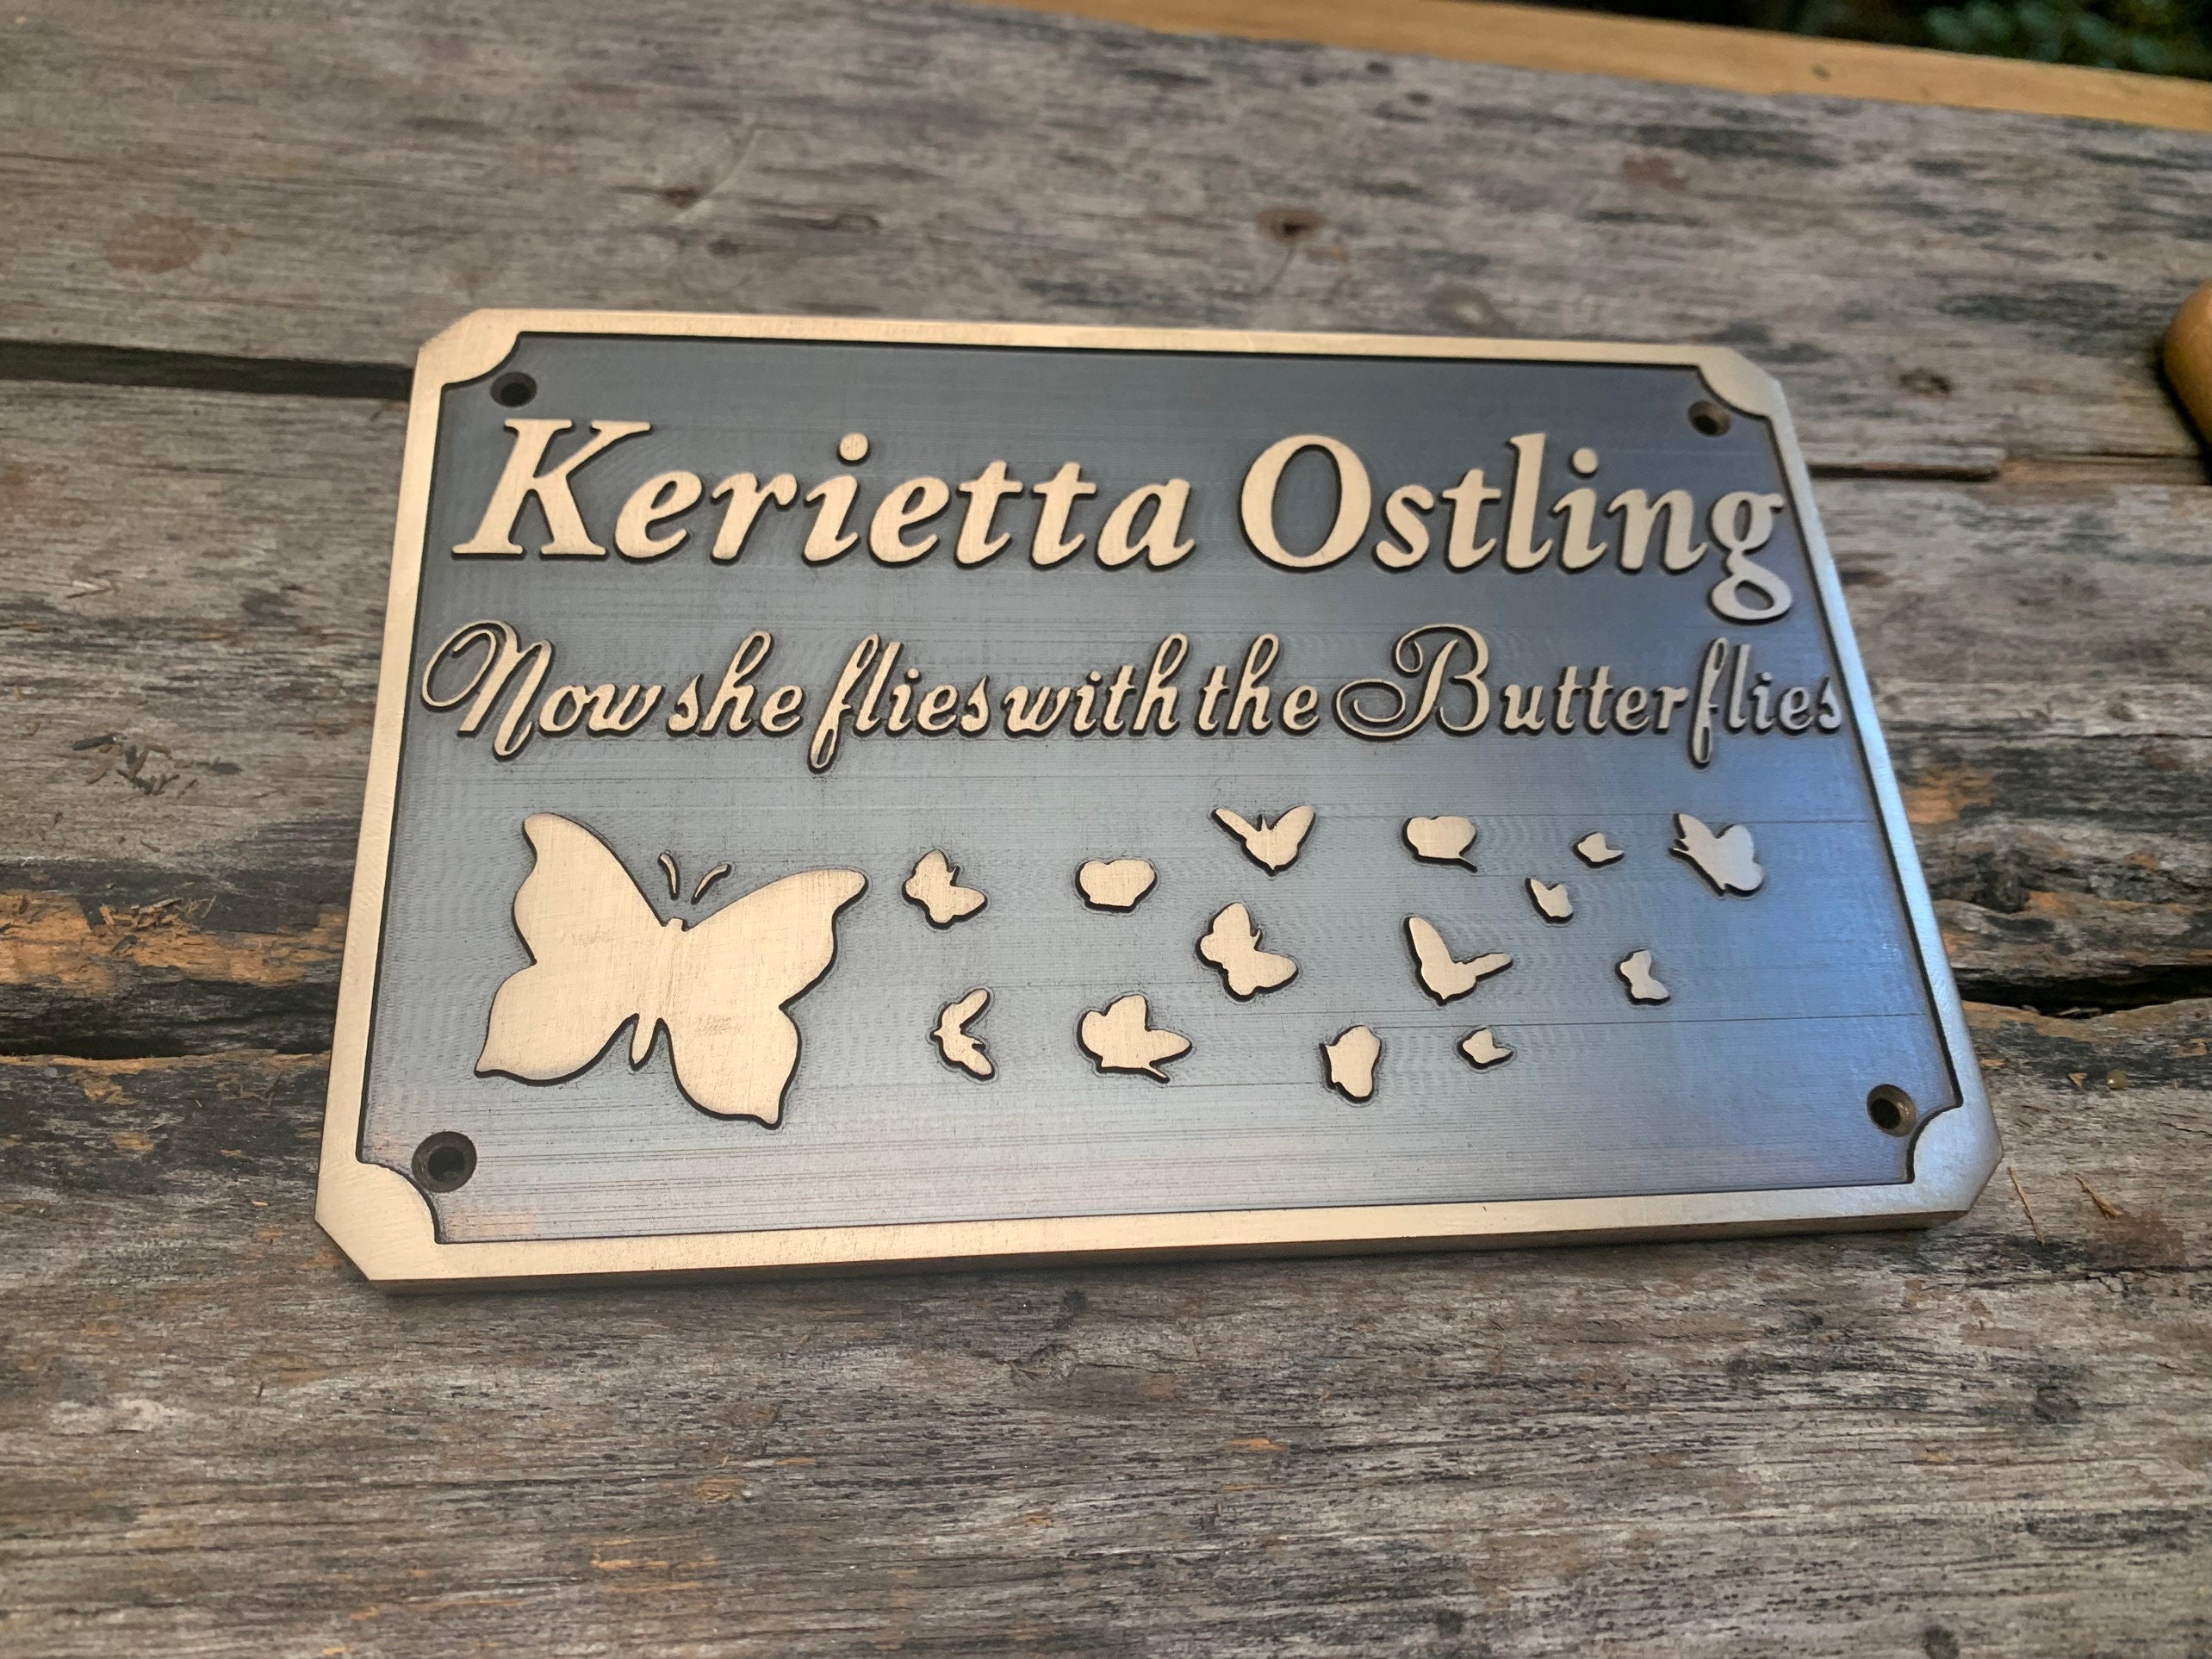 Kerietta Ostling
Now she flies with the Butterflies